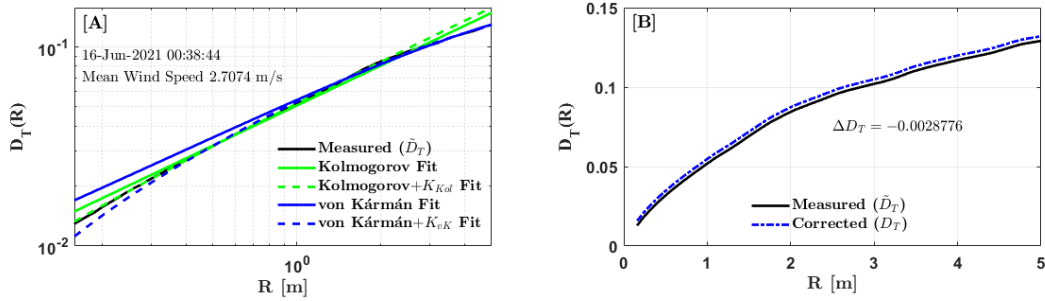 [A]
10^-1
16-Jun-2021 00:38:44
Mean Wind Speed 2.7074 m/s
D_T(R)
Measured (D̃_T)
Kolmogorov Fit
Kolmogorov+K_Kol Fit
von Kármán Fit
von Kármán+K_vK Fit
10^-2
10^0
R [m]
[B]
0.15
0.1
D_T(R)
ΔD_T = −0.0028776
0.05
Measured (D̃_T)
Corrected (D_T)
0
0 1 2 3 4 5
R [m]